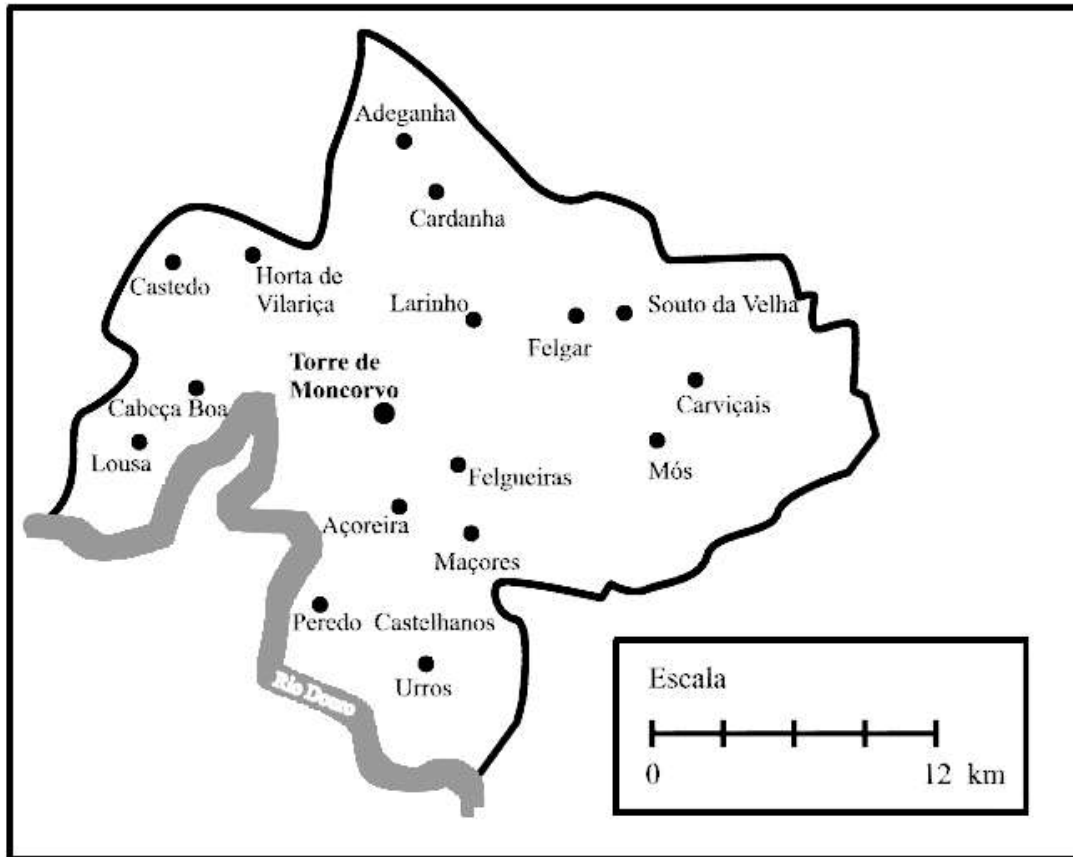 Adeganha
Cardanha
Castedo
Horta de
Vilariça
Larinho
Souto da Velha
Felgar
Torre de
Moncorvo
Carviçais
Cabeça Boa
Lousa
Mós
Felgueiras
Açoreira
Maçores
Peredo
Castelhanos
Urros
Rio Douro
Escala
0
12 km